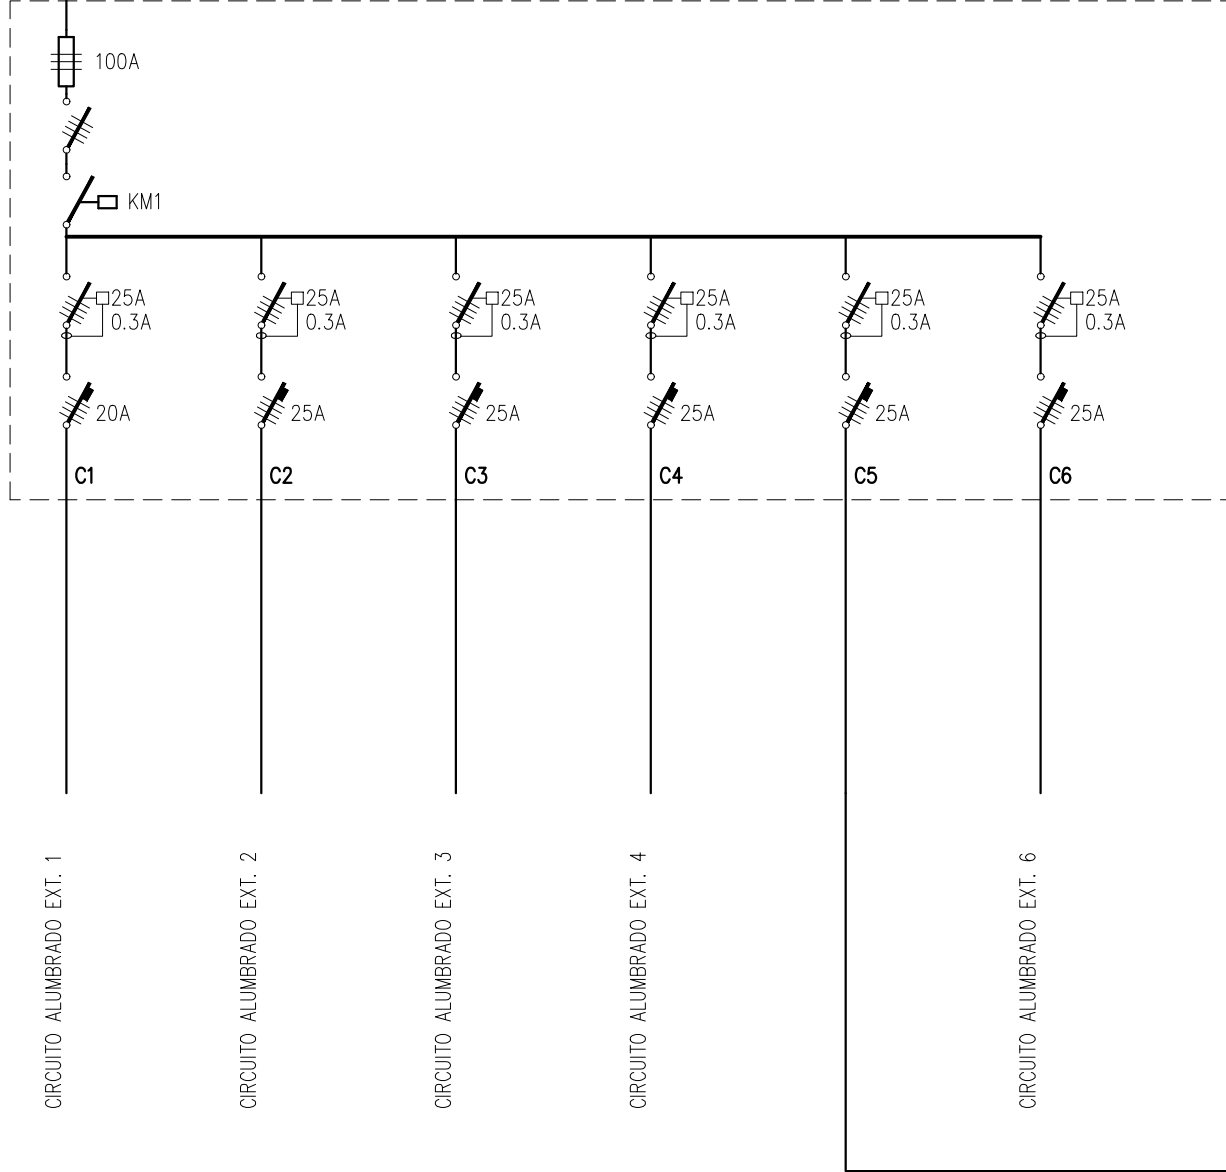 100A
KM1
25A 25A 25A 25A 25A 25A
0.3A 0.3A 0.3A 0.3A 0.3A 0.3A
20A 25A 25A 25A 25A 25A
C1 C2 C3 C4 C5 C6
CIRCUITO ALUMBRADO EXT. 1
CIRCUITO ALUMBRADO EXT. 2
CIRCUITO ALUMBRADO EXT. 3
CIRCUITO ALUMBRADO EXT. 4
CIRCUITO ALUMBRADO EXT. 6